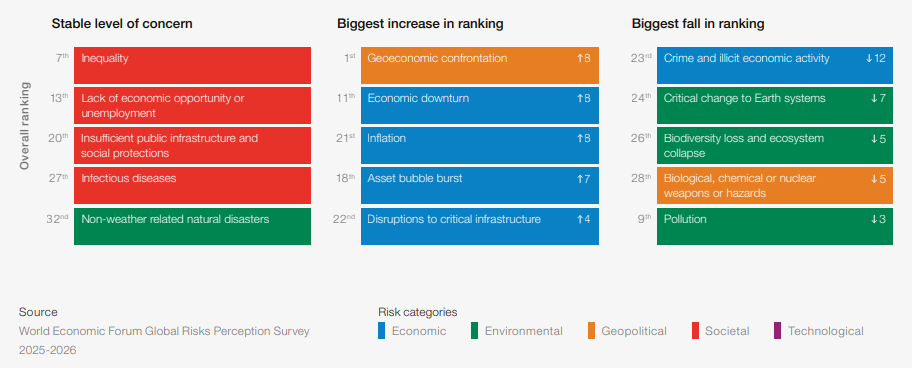 Stable level of concern
Biggest increase in ranking
Biggest fall in ranking
Overall ranking
7th Inequality
13th Lack of economic opportunity or
unemployment
20th Insufficient public infrastructure and
social protections
27th Infectious diseases
32nd Non-weather related natural disasters
1st Geoeconomic confrontation ↑8
11th Economic downturn ↑8
21st Inflation ↑8
18th Asset bubble burst ↑7
22nd Disruptions to critical infrastructure ↑4
23rd Crime and illicit economic activity ↓12
24th Critical change to Earth systems ↓7
26th Biodiversity loss and ecosystem ↓5
collapse
28th Biological, chemical or nuclear ↓5
weapons or hazards
9th Pollution ↓3
Source
World Economic Forum Global Risks Perception Survey
2025-2026
Risk categories
Economic
Environmental
Geopolitical
Societal
Technological